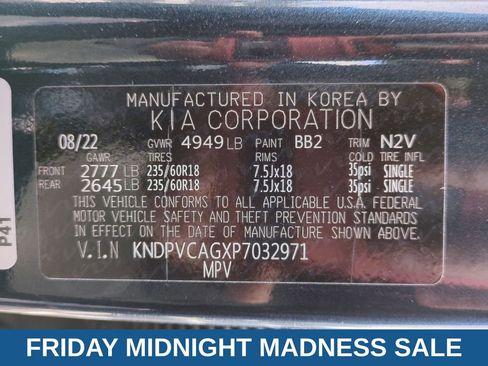 MANUFACTURED IN KOREA BY
KIA CORPORATION
08/22 GVWR 4949 LB PAINT BB2 TRIM N2V
GAWR TIRES RIMS COLD TIRE INFL
FRONT 2777 LB 235/60R18 7.5Jx18 35psi SINGLE
REAR 2645 LB 235/60R18 7.5Jx18 35psi SINGLE
THIS VEHICLE CONFORMS TO ALL APPLICABLE U.S.A. FEDERAL
MOTOR VEHICLE SAFETY AND THEFT PREVENTION STANDARDS
IN EFFECT ON THE DATE OF MANUFACTURE SHOWN ABOVE
V.I.N KNDPVCAGXP7032971
MPV
P41
FRIDAY MIDNIGHT MADNESS SALE